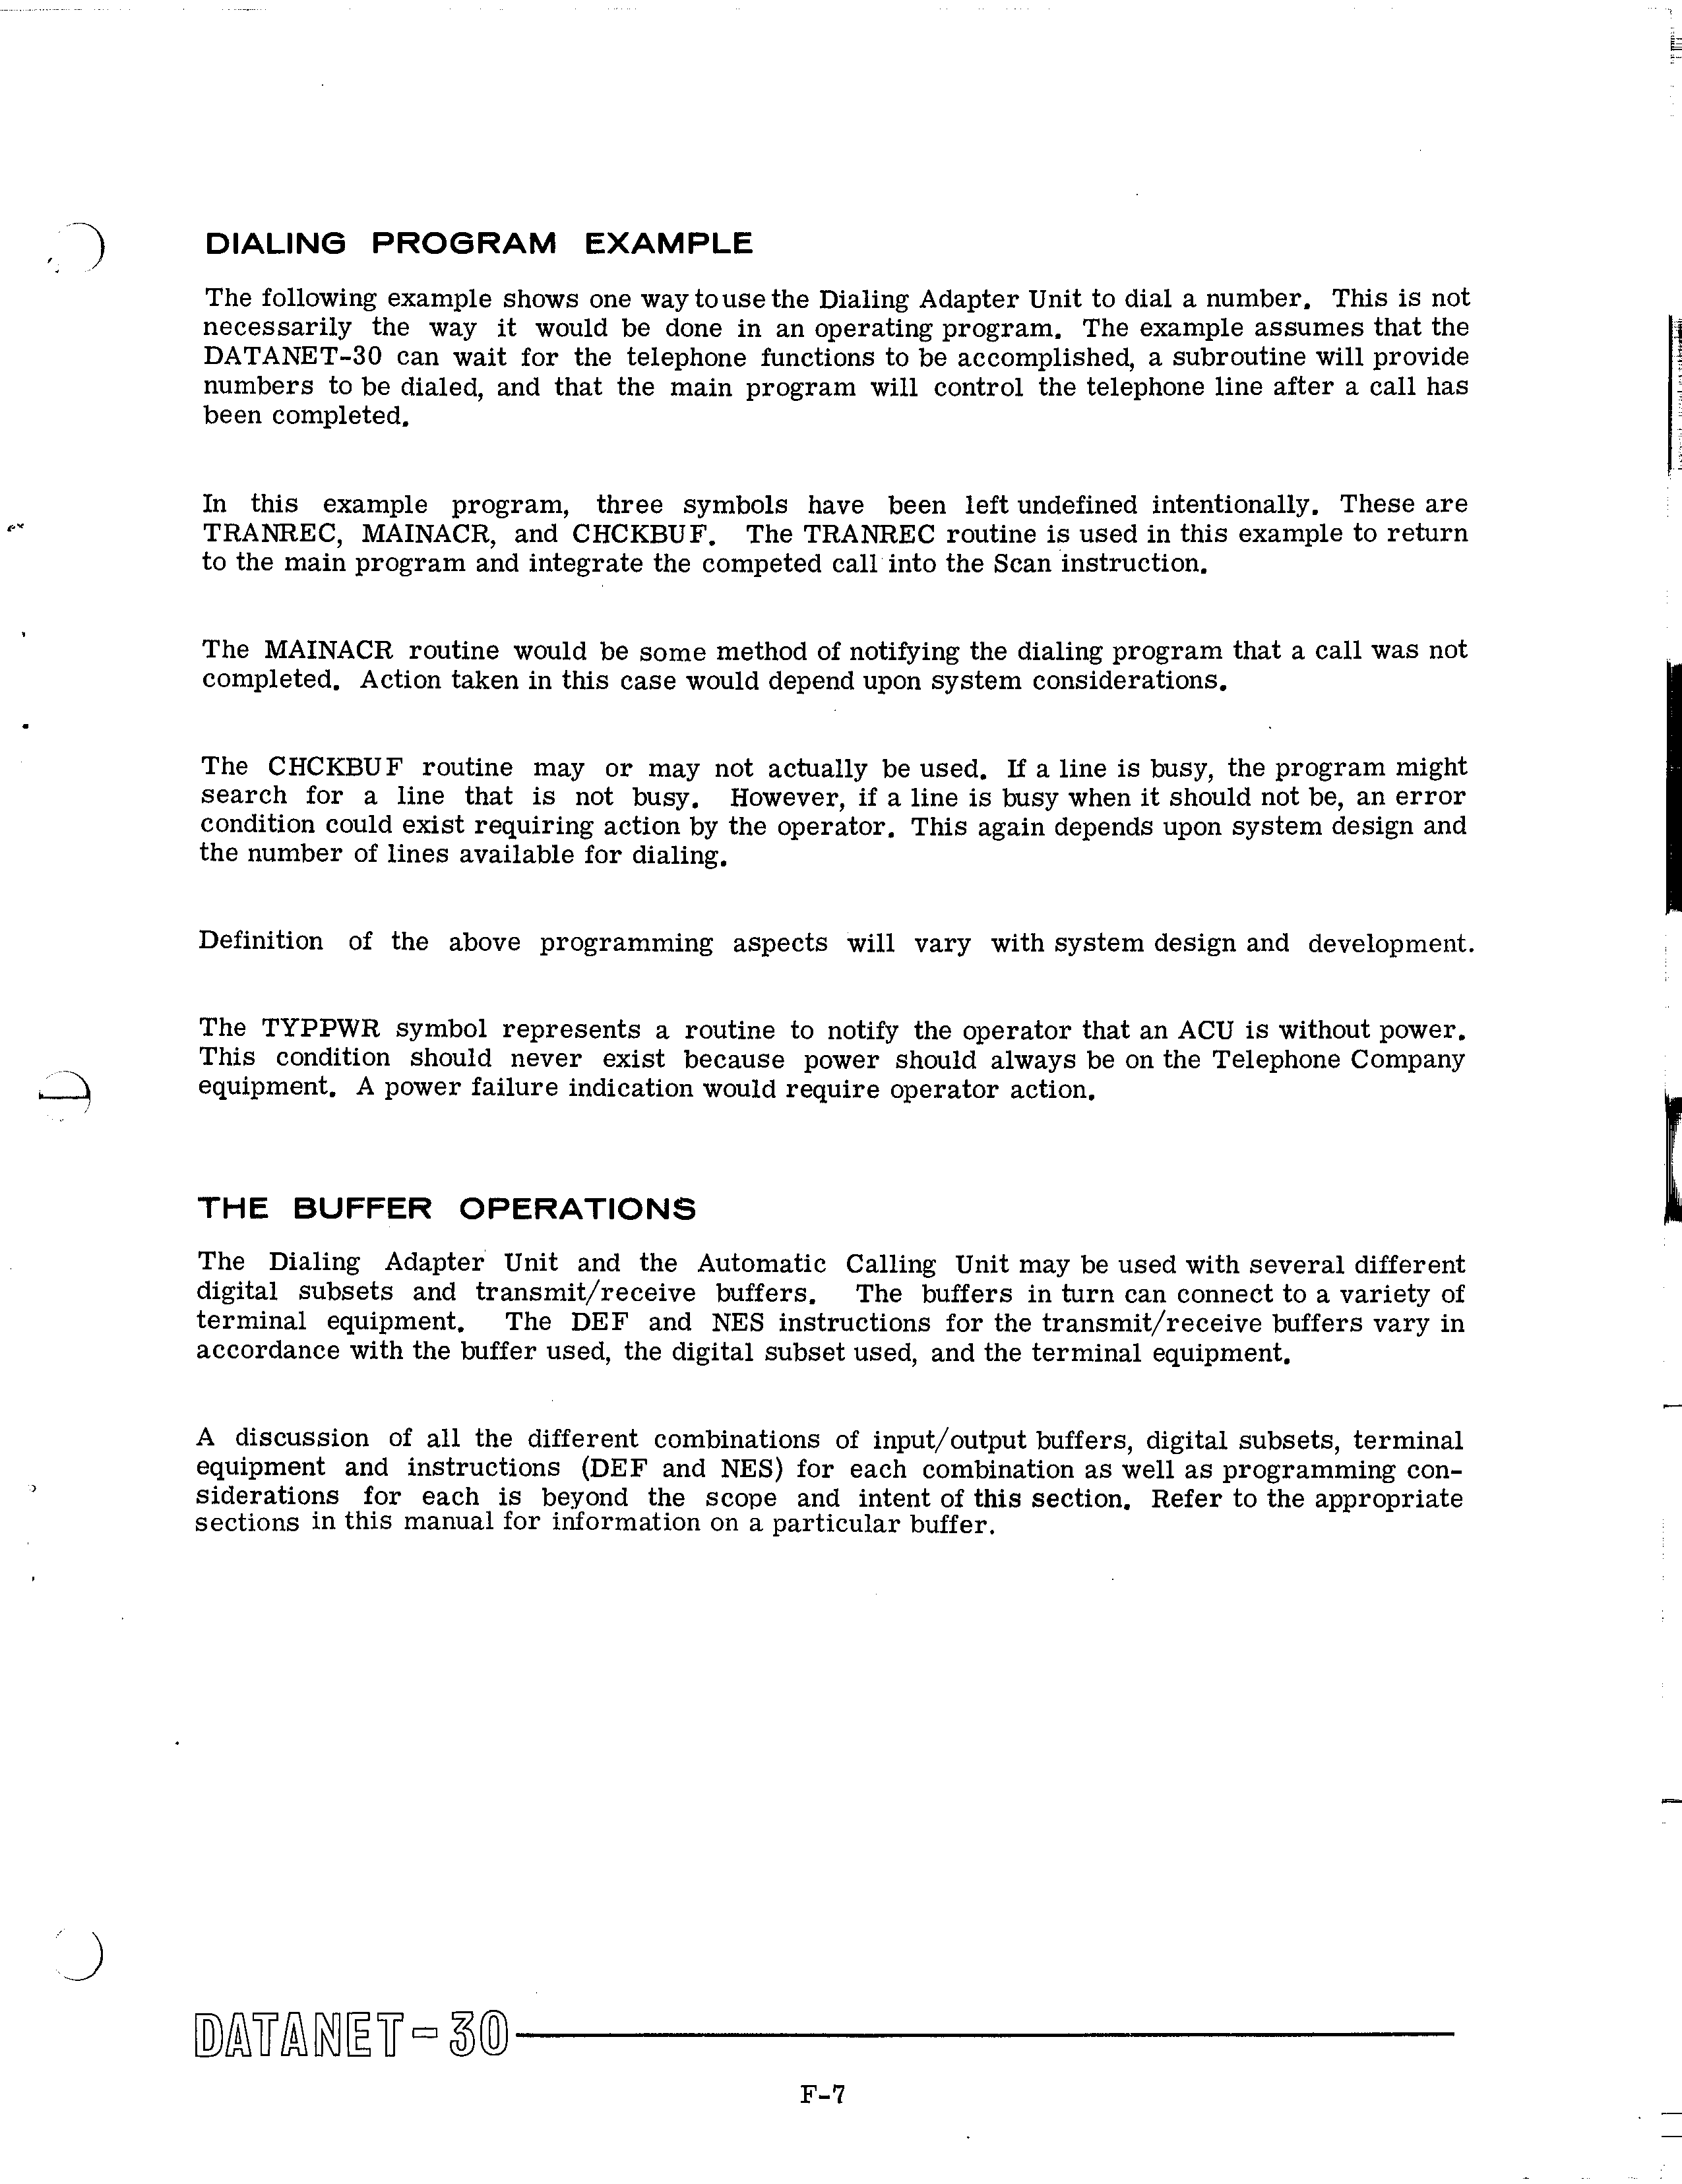 DIALING PROGRAM EXAMPLE
The following example shows one way to use the Dialing Adapter Unit to dial a number. This is not
necessarily the way it would be done in an operating program. The example assumes that the
DATANET-30 can wait for the telephone functions to be accomplished, a subroutine will provide
numbers to be dialed, and that the main program will control the telephone line after a call has
been completed.
In this example program, three symbols have been left undefined intentionally. These are
TRANREC, MAINACR, and CHCKBUF. The TRANREC routine is used in this example to return
to the main program and integrate the competed call into the Scan instruction.
The MAINACR routine would be some method of notifying the dialing program that a call was not
completed. Action taken in this case would depend upon system considerations.
The CHCKBUF routine may or may not actually be used. If a line is busy, the program might
search for a line that is not busy. However, if a line is busy when it should not be, an error
condition could exist requiring action by the operator. This again depends upon system design and
the number of lines available for dialing.
Definition of the above programming aspects will vary with system design and development.
The TYPPWR symbol represents a routine to notify the operator that an ACU is without power.
This condition should never exist because power should always be on the Telephone Company
equipment. A power failure indication would require operator action.
THE BUFFER OPERATIONS
The Dialing Adapter Unit and the Automatic Calling Unit may be used with several different
digital subsets and transmit/receive buffers. The buffers in turn can connect to a variety of
terminal equipment. The DEF and NES instructions for the transmit/receive buffers vary in
accordance with the buffer used, the digital subset used, and the terminal equipment.
A discussion of all the different combinations of input/output buffers, digital subsets, terminal
equipment and instructions (DEF and NES) for each combination as well as programming con-
siderations for each is beyond the scope and intent of this section. Refer to the appropriate
sections in this manual for information on a particular buffer.
DATANET-30
F-7